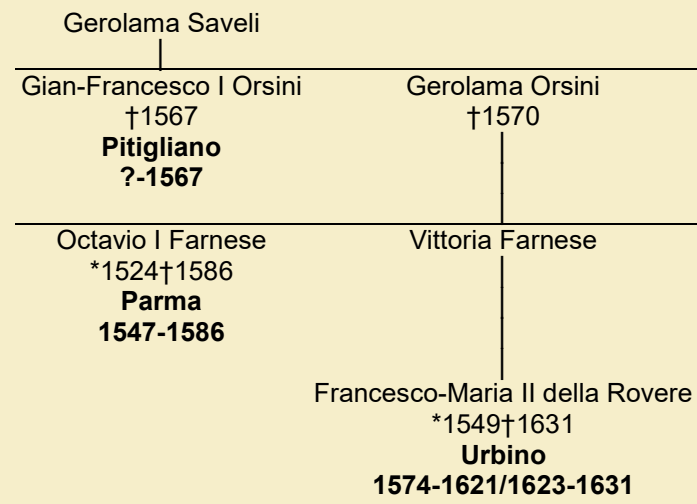 Gerolama Saveli
Gian-Francesco I Orsini
†1567
Pitigliano
?-1567
Gerolama Orsini
†1570
Octavio I Farnese
*1524†1586
Parma
1547-1586
Vittoria Farnese
Francesco-Maria II della Rovere
*1549†1631
Urbino
1574-1621/1623-1631